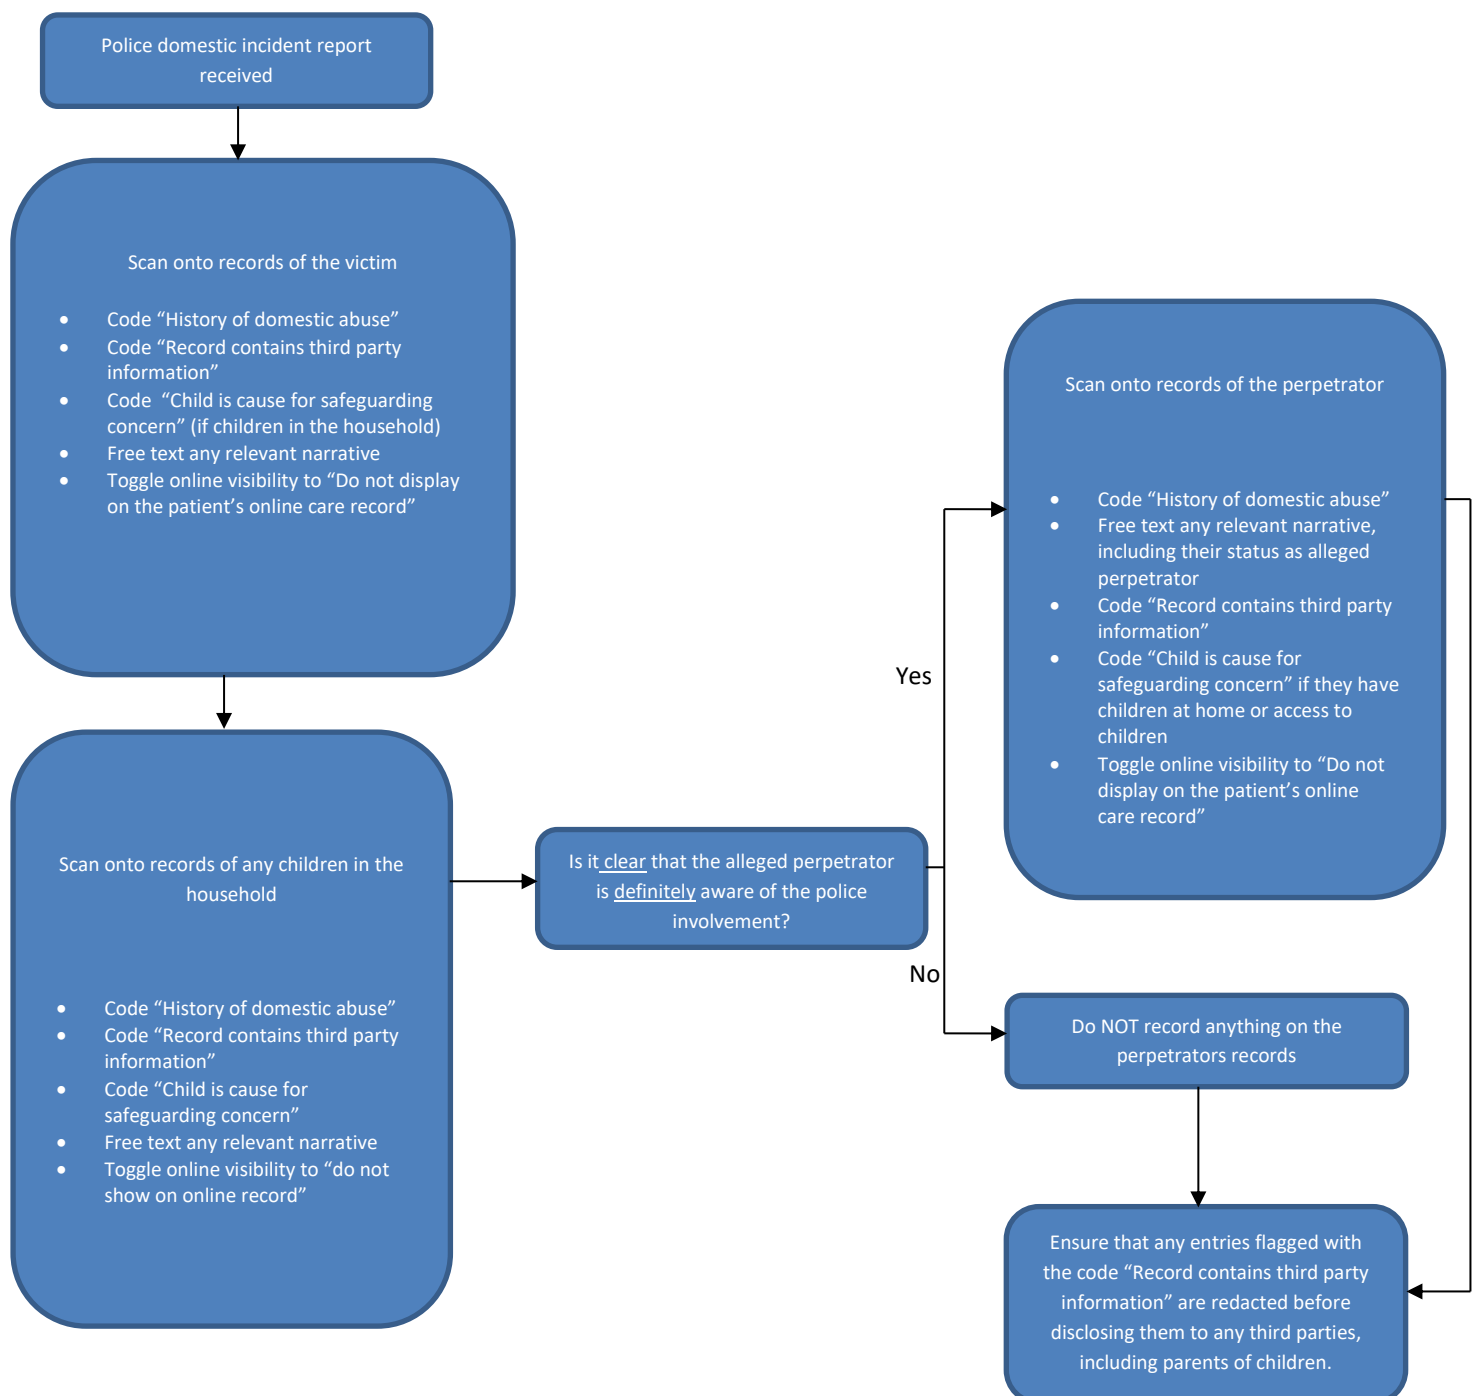 Police domestic incident report
received
Scan onto records of the victim
• Code “History of domestic abuse”
• Code “Record contains third party
information”
• Code  “Child is cause for safeguarding
concern” (if children in the household)
• Free text any relevant narrative
• Toggle online visibility to “Do not display
on the patient’s online care record”
Scan onto records of any children in the
household
• Code “History of domestic abuse”
• Code “Record contains third party
information”
• Code “Child is cause for
safeguarding concern”
• Free text any relevant narrative
• Toggle online visibility to “do not
show on online record”
Is it clear that the alleged perpetrator
is definitely aware of the police
involvement?
Yes
No
Scan onto records of the perpetrator
• Code “History of domestic abuse”
• Free text any relevant narrative,
including their status as alleged
perpetrator
• Code “Record contains third party
information”
• Code “Child is cause for
safeguarding concern” if they have
children at home or access to
children
• Toggle online visibility to “Do not
display on the patient’s online
care record”
Do NOT record anything on the
perpetrators records
Ensure that any entries flagged with
the code “Record contains third party
information” are redacted before
disclosing them to any third parties,
including parents of children.